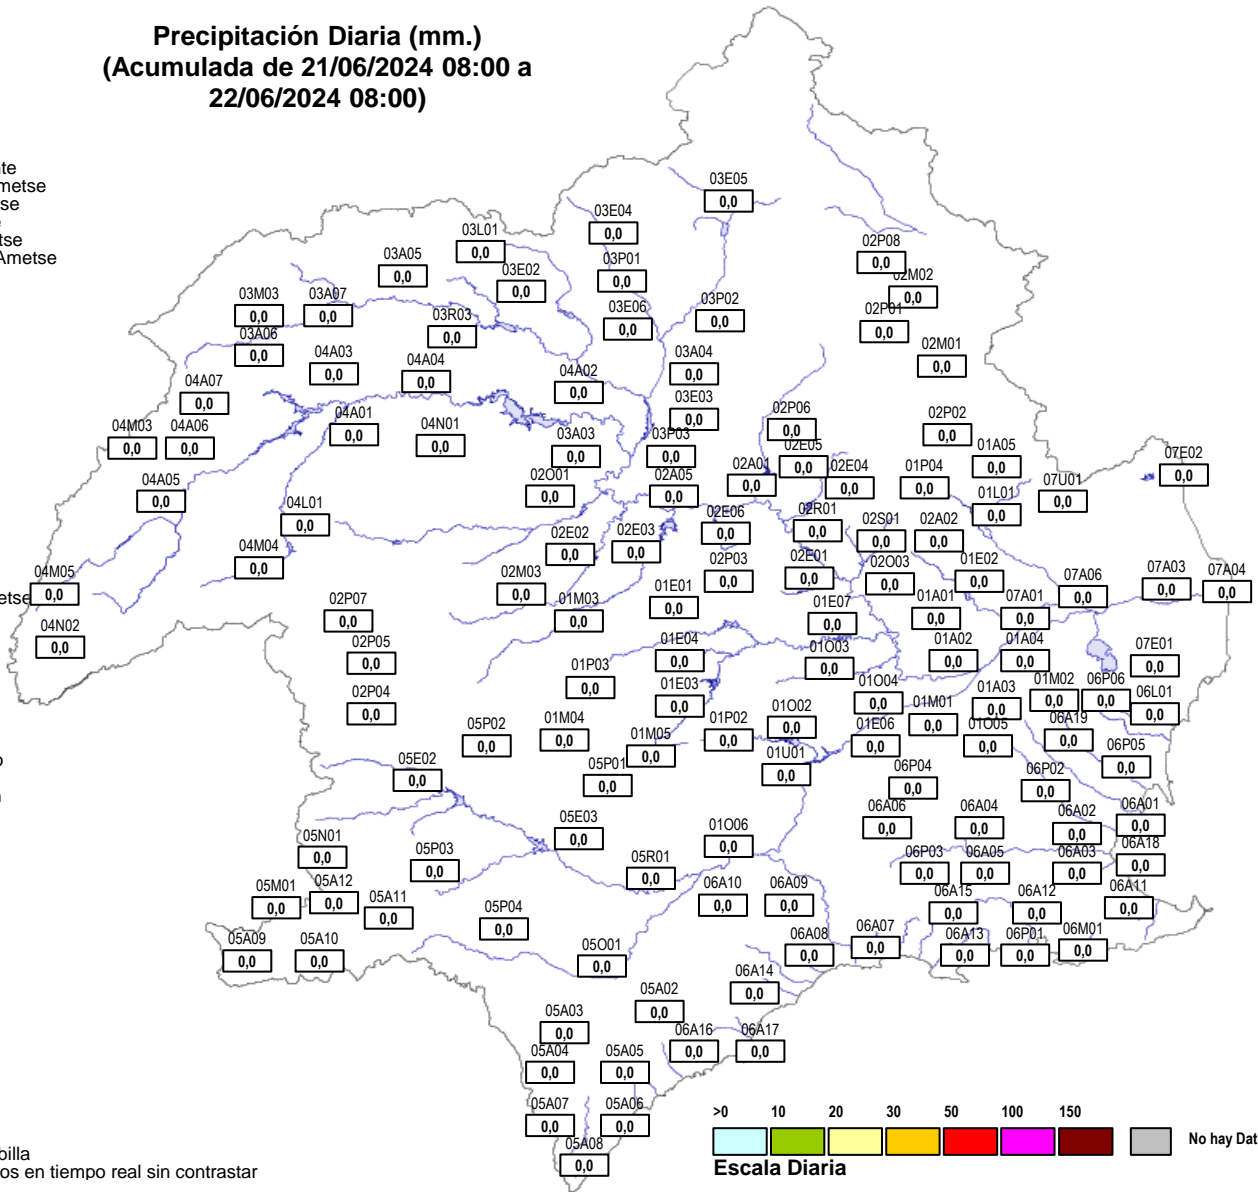 Precipitación Diaria (mm.)
(Acumulada de 21/06/2024 08:00 a
22/06/2024 08:00)
nte
metse
tse
e
tse
Ametse
03E05
0,0
03E04
0,0
03L01
0,0
03A05
0,0
03P01
0,0
03E02
0,0
02P08
0,0
02M02
0,0
03M03
0,0
03A07
0,0
03P02
0,0
03E06
0,0
03R03
0,0
02P01
0,0
03A06
0,0
04A03
0,0
04A04
0,0
03A04
0,0
02M01
0,0
04A02
0,0
04A07
0,0
03E03
0,0
04A01
0,0
02P06
0,0
02P02
0,0
04M03
0,0
04A06
0,0
04N01
0,0
03A03
0,0
03P03
0,0
02E05
0,0
01A05
0,0
07E02
0,0
04A05
0,0
02O01
0,0
02A05
0,0
02A01
0,0
02E04
0,0
01P04
0,0
07U01
0,0
01L01
0,0
04L01
0,0
02E06
0,0
02R01
0,0
02S01
0,0
02A02
0,0
02E02
0,0
02E03
0,0
04M04
0,0
02P03
0,0
02E01
0,0
02O03
0,0
01E02
0,0
07A03
0,0
07A04
0,0
04M05
0,0
etse
02M03
0,0
07A06
0,0
01E01
0,0
01M03
0,0
02P07
0,0
01E07
0,0
01A01
0,0
07A01
0,0
04N02
0,0
02P05
0,0
01E04
0,0
01O03
0,0
01A02
0,0
01A04
0,0
07E01
0,0
01P03
0,0
01E03
0,0
01O04
0,0
01A03
0,0
01M02
0,0
06P06
0,0
06L01
0,0
02P04
0,0
01O02
0,0
01M01
0,0
05P02
0,0
01M04
0,0
01P02
0,0
01E06
0,0
01O05
0,0
06A19
0,0
01M05
0,0
01U01
0,0
06P05
0,0
o
05E02
0,0
05P01
0,0
06P04
0,0
06P02
0,0
n
05E03
0,0
01O06
0,0
06A06
0,0
06A04
0,0
06A02
0,0
06A01
0,0
05N01
0,0
05P03
0,0
05R01
0,0
06P03
0,0
06A05
0,0
06A03
0,0
06A18
0,0
05M01
0,0
05A12
0,0
05A11
0,0
06A10
0,0
06A09
0,0
06A15
0,0
06A12
0,0
06A11
0,0
05P04
0,0
05A09
0,0
05A10
0,0
05O01
0,0
06A08
0,0
06A07
0,0
06A13
0,0
06P01
0,0
06M01
0,0
06A14
0,0
05A02
0,0
05A03
0,0
06A16
0,0
06A17
0,0
05A04
0,0
05A05
0,0
05A07
0,0
05A06
0,0
05A08
0,0
>0 10 20 30 50 100 150
No hay Dat
Escala Diaria
billa
os en tiempo real sin contrastar